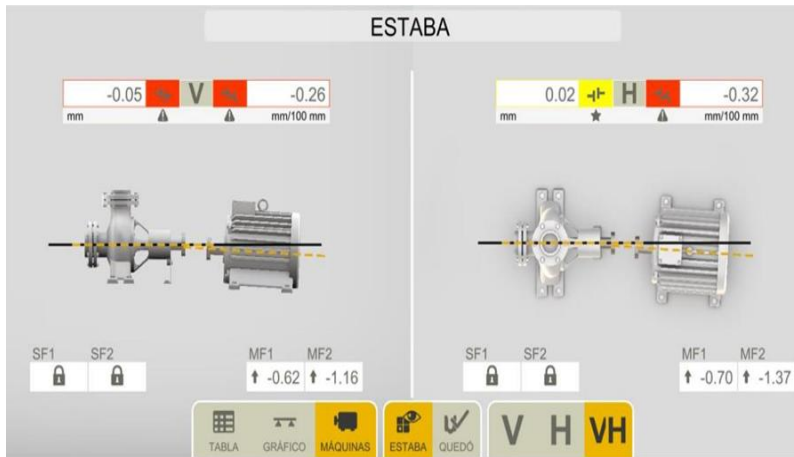 ESTABA
-0.05 V -0.26
mm mm/100 mm
0.02 H -0.32
mm mm/100 mm
SF1 SF2 MF1 MF2
-0.62 -1.16
SF1 SF2 MF1 MF2
-0.70 -1.37
TABLA GRÁFICO MÁQUINAS ESTABA QUEDÓ V H VH